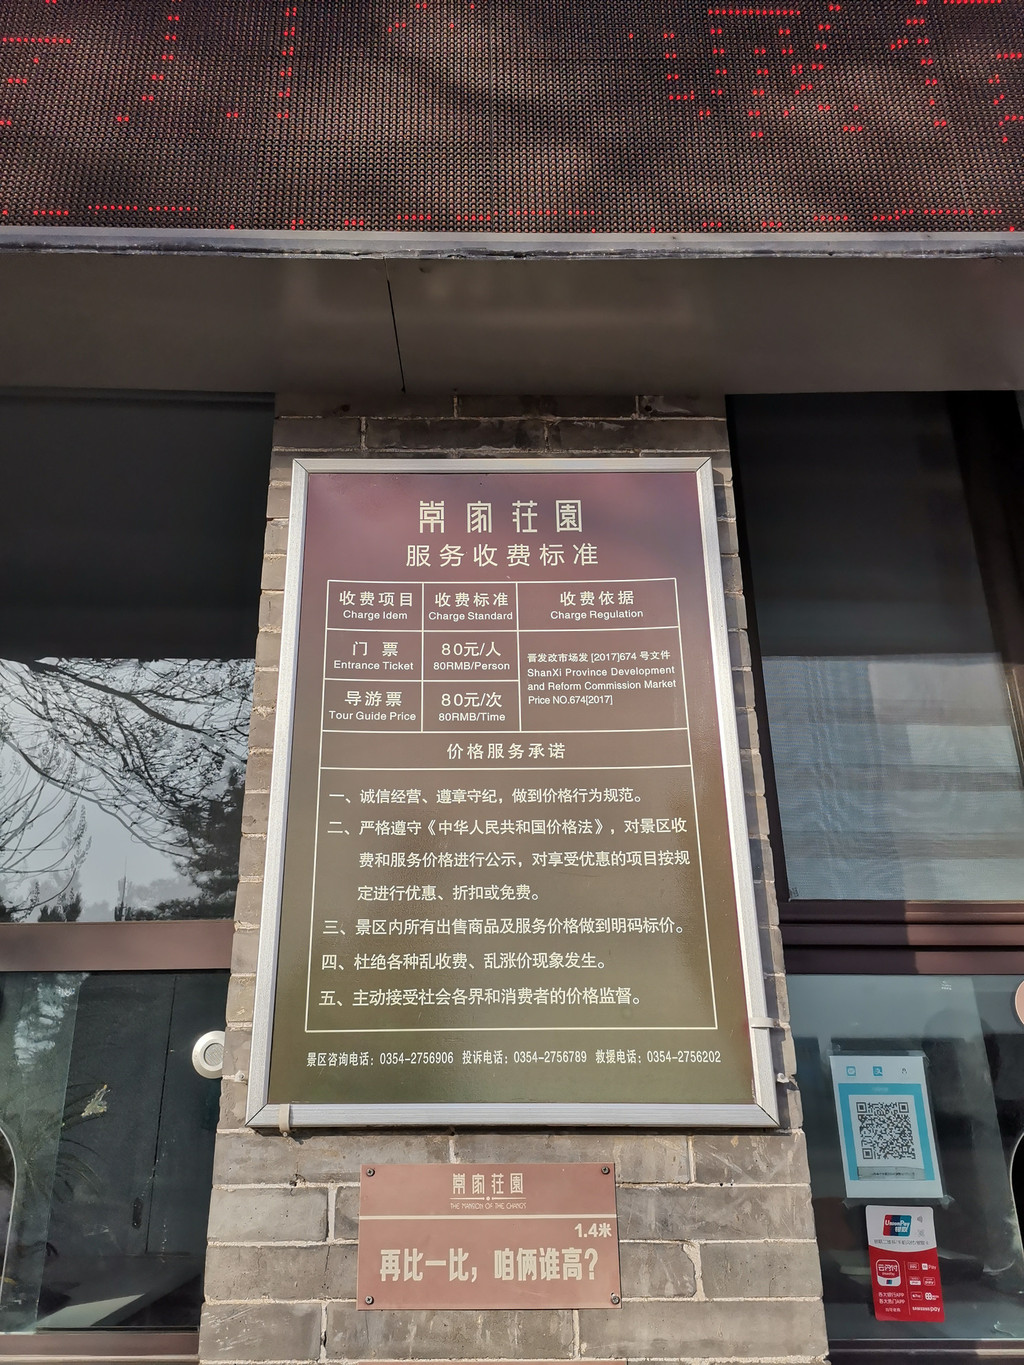 常家莊園
服务收费标准
收费项目 收费标准 收费依据
Charge Idem Charge Standard Charge Regulation
门 票 80元/人
Entrance Ticket 80RMB/Person
晋发改市场发 [2017]674 号文件
ShanXi Province Development
and Reform Commission Market
Price NO.674[2017]
导游票 80元/次
Tour Guide Price 80RMB/Time
价格服务承诺
一、诚信经营、遵章守纪，做到价格行为规范。
二、严格遵守《中华人民共和国价格法》，对景区收
费和服务价格进行公示，对享受优惠的项目按规
定进行优惠、折扣或免费。
三、景区内所有出售商品及服务价格做到明码标价。
四、杜绝各种乱收费、乱涨价现象发生。
五、主动接受社会各界和消费者的价格监督。
景区咨询电话：0354-2756906 投诉电话：0354-2756789 救援电话：0354-2756202
常家莊園
THE MANSION OF THE CHANGS
1.4米
再比一比，咱俩谁高？
UnionPay
银联
云闪付